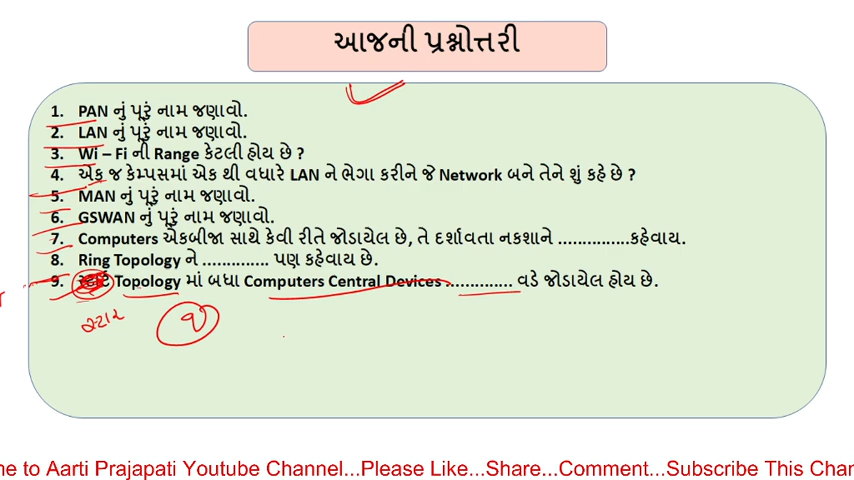 આજની પ્રશ્નોત્તરી
1. PAN નું પૂરું નામ જણાવો.
2. LAN નું પૂરું નામ જણાવો.
3. Wi – Fi ની Range કેટલી હોય છે ?
4. એક જ કેમ્પસમાં એક થી વધારે LAN ને ભેગા કરીને જે Network બને તેને શું કહે છે ?
5. MAN નું પૂરું નામ જણાવો.
6. GSWAN નું પૂરું નામ જણાવો.
7. Computers એકબીજા સાથે કેવી રીતે જોડાયેલ છે, તે દર્શાવતા નકશાને ...............કહેવાય.
8. Ring Topology ને .............. પણ કહેવાય છે.
9. Topology માં બધા Computers Central Devices .............. વડે જોડાયેલ હોય છે.
સ્ટાર
ne to Aarti Prajapati Youtube Channel...Please Like...Share...Comment...Subscribe This Chan